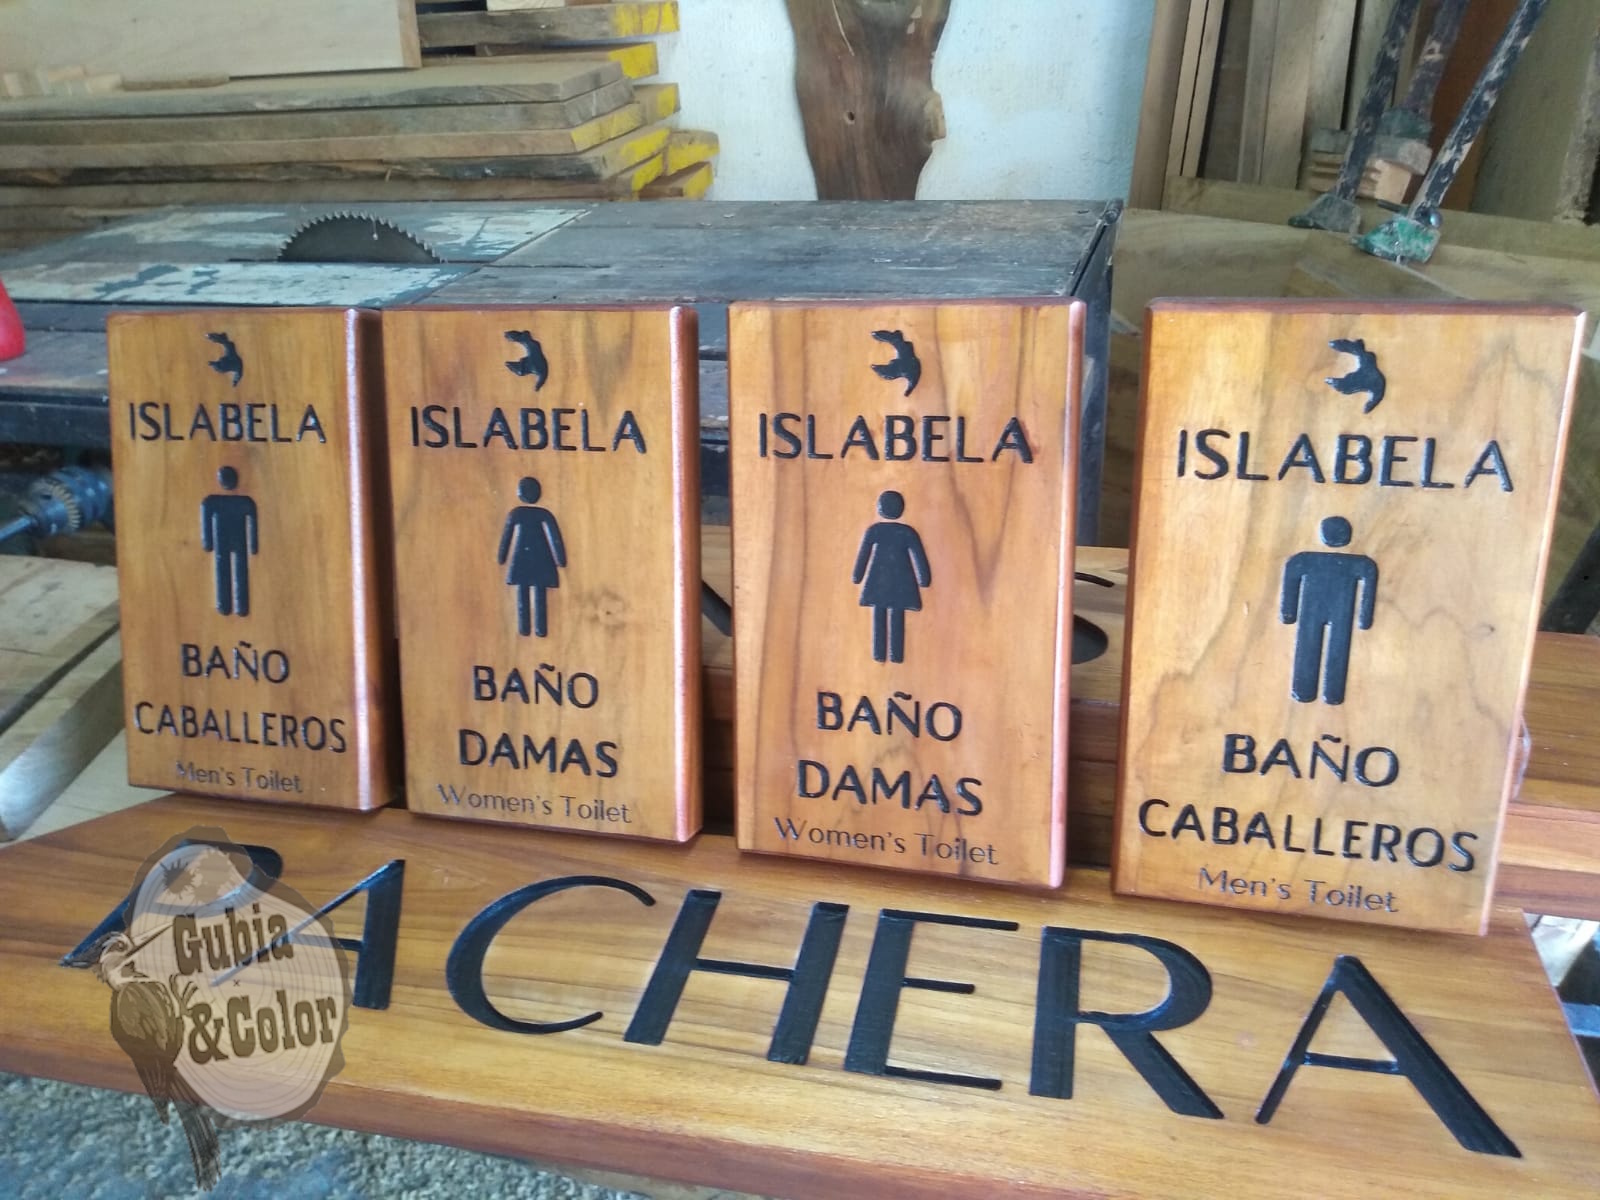 ISLABELA
BAÑO
CABALLEROS
Men's Toilet
ISLABELA
BAÑO
DAMAS
Women's Toilet
ISLABELA
BAÑO
DAMAS
Women's Toilet
ISLABELA
BAÑO
CABALLEROS
Men's Toilet
ACHERA
Gubia
&Color